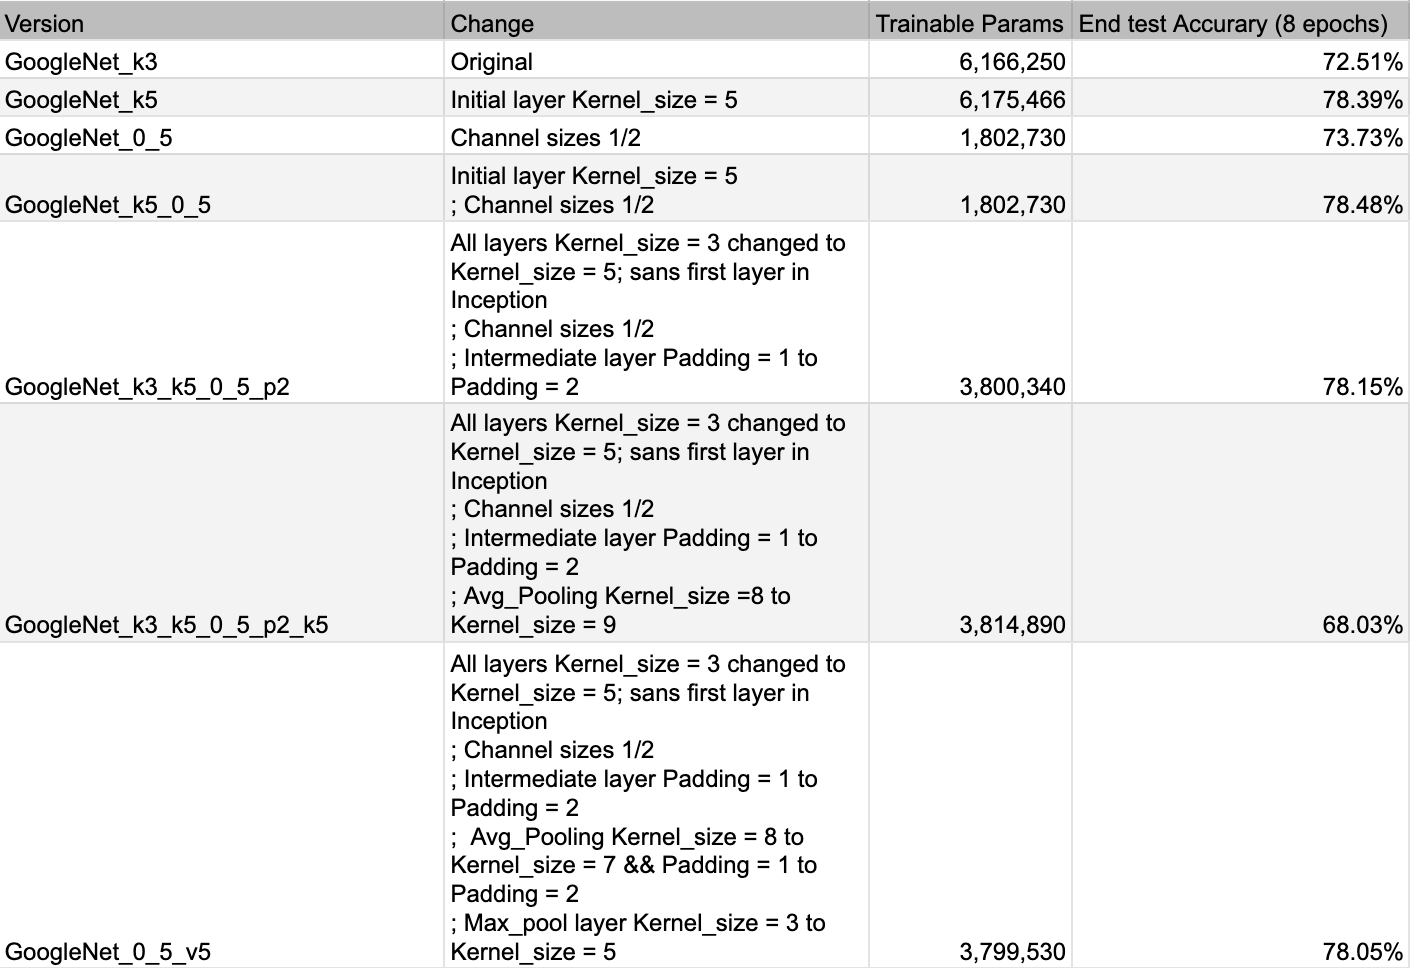 Version Change Trainable Params End test Accurary (8 epochs)
GoogleNet_k3 Original 6,166,250 72.51%
GoogleNet_k5 Initial layer Kernel_size = 5 6,175,466 78.39%
GoogleNet_0_5 Channel sizes 1/2 1,802,730 73.73%
Initial layer Kernel_size = 5
GoogleNet_k5_0_5 ; Channel sizes 1/2 1,802,730 78.48%
All layers Kernel_size = 3 changed to
Kernel_size = 5; sans first layer in
Inception
; Channel sizes 1/2
; Intermediate layer Padding = 1 to
GoogleNet_k3_k5_0_5_p2 Padding = 2 3,800,340 78.15%
All layers Kernel_size = 3 changed to
Kernel_size = 5; sans first layer in
Inception
; Channel sizes 1/2
; Intermediate layer Padding = 1 to
Padding = 2
; Avg_Pooling Kernel_size =8 to
GoogleNet_k3_k5_0_5_p2_k5 Kernel_size = 9 3,814,890 68.03%
All layers Kernel_size = 3 changed to
Kernel_size = 5; sans first layer in
Inception
; Channel sizes 1/2
; Intermediate layer Padding = 1 to
Padding = 2
;  Avg_Pooling Kernel_size = 8 to
Kernel_size = 7 && Padding = 1 to
Padding = 2
; Max_pool layer Kernel_size = 3 to
GoogleNet_0_5_v5 Kernel_size = 5 3,799,530 78.05%